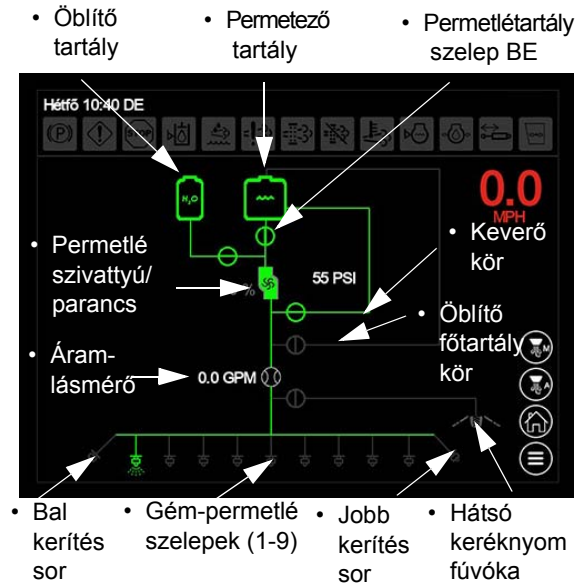 • Öblítő
tartály
• Permetező
tartály
• Permetlétartály
szelep BE
Hétfő 10:40 DE
STOP
H₂O
0.0
MPH
• Permetlé
szivattyú/
parancs
%
55 PSI
• Keverő
kör
• Öblítő
főtartály
kör
• Áram-
lásmérő
0.0 GPM
M
A
• Bal
kerítés
sor
• Gém-permetlé
szelepek (1-9)
• Jobb
kerítés
sor
• Hátsó
keréknyom
fúvóka